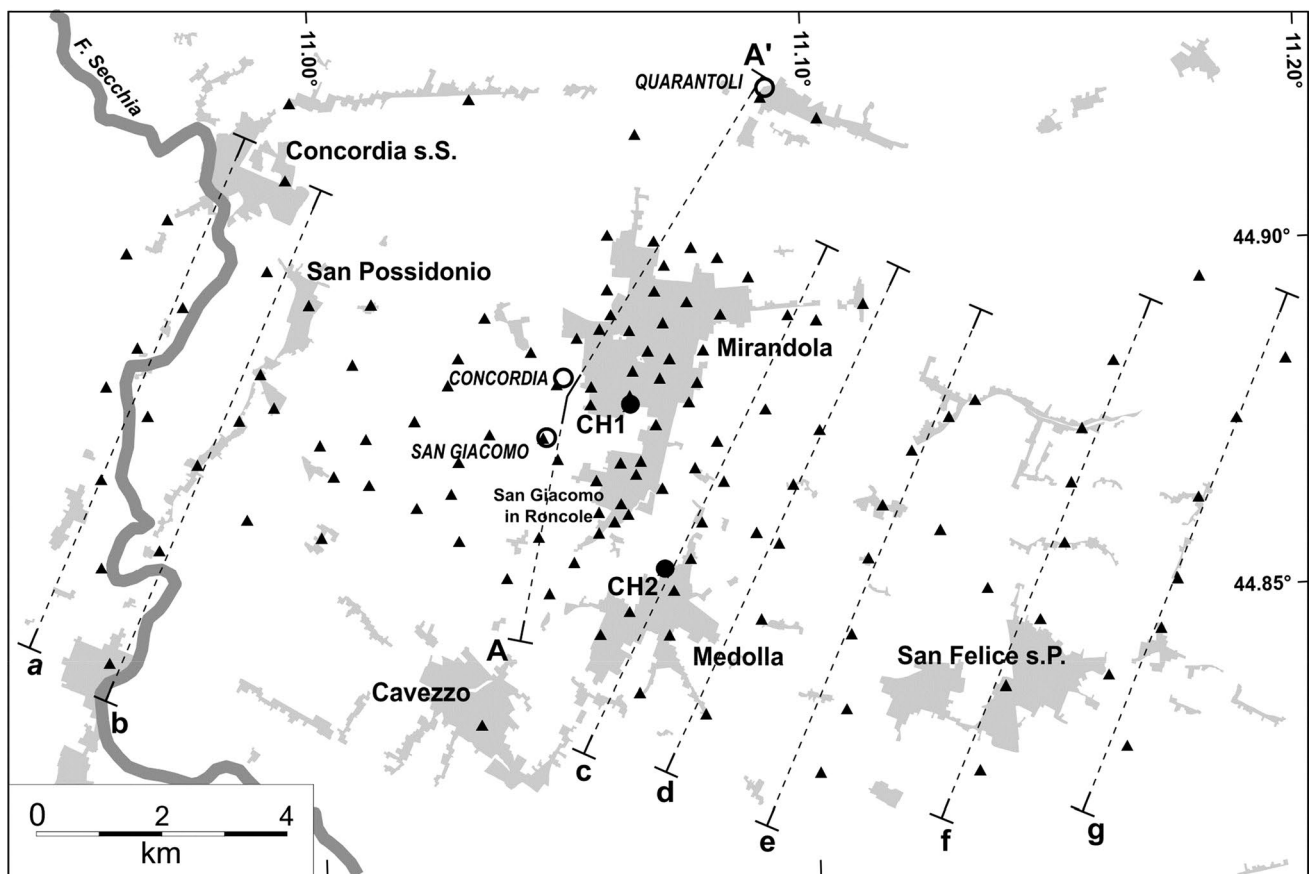 11.00°
11.10°
11.20°
F. Secchia
A'
QUARANTOLI
Concordia s.S.
44.90°
San Possidonio
Mirandola
CONCORDIA
CH1
SAN GIACOMO
San Giacomo
in Roncole
44.85°
CH2
A
a
Medolla
San Felice s.P.
Cavezzo
b
c
d
e
f
g
0 2 4
km